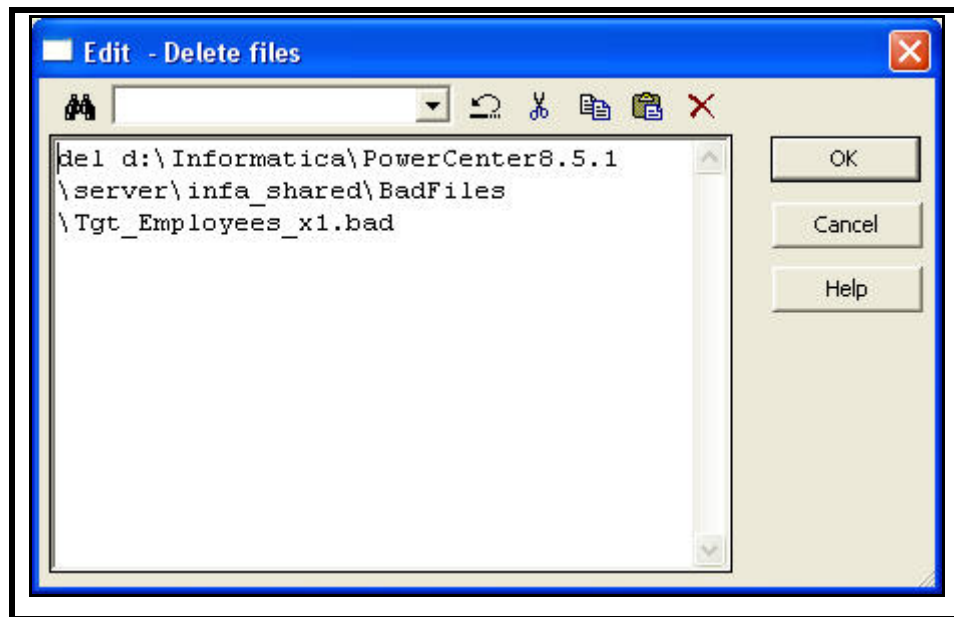 Edit - Delete files
del d:\Informatica\PowerCenter8.5.1
\server\infa_shared\BadFiles
\Tgt_Employees_x1.bad
OK
Cancel
Help